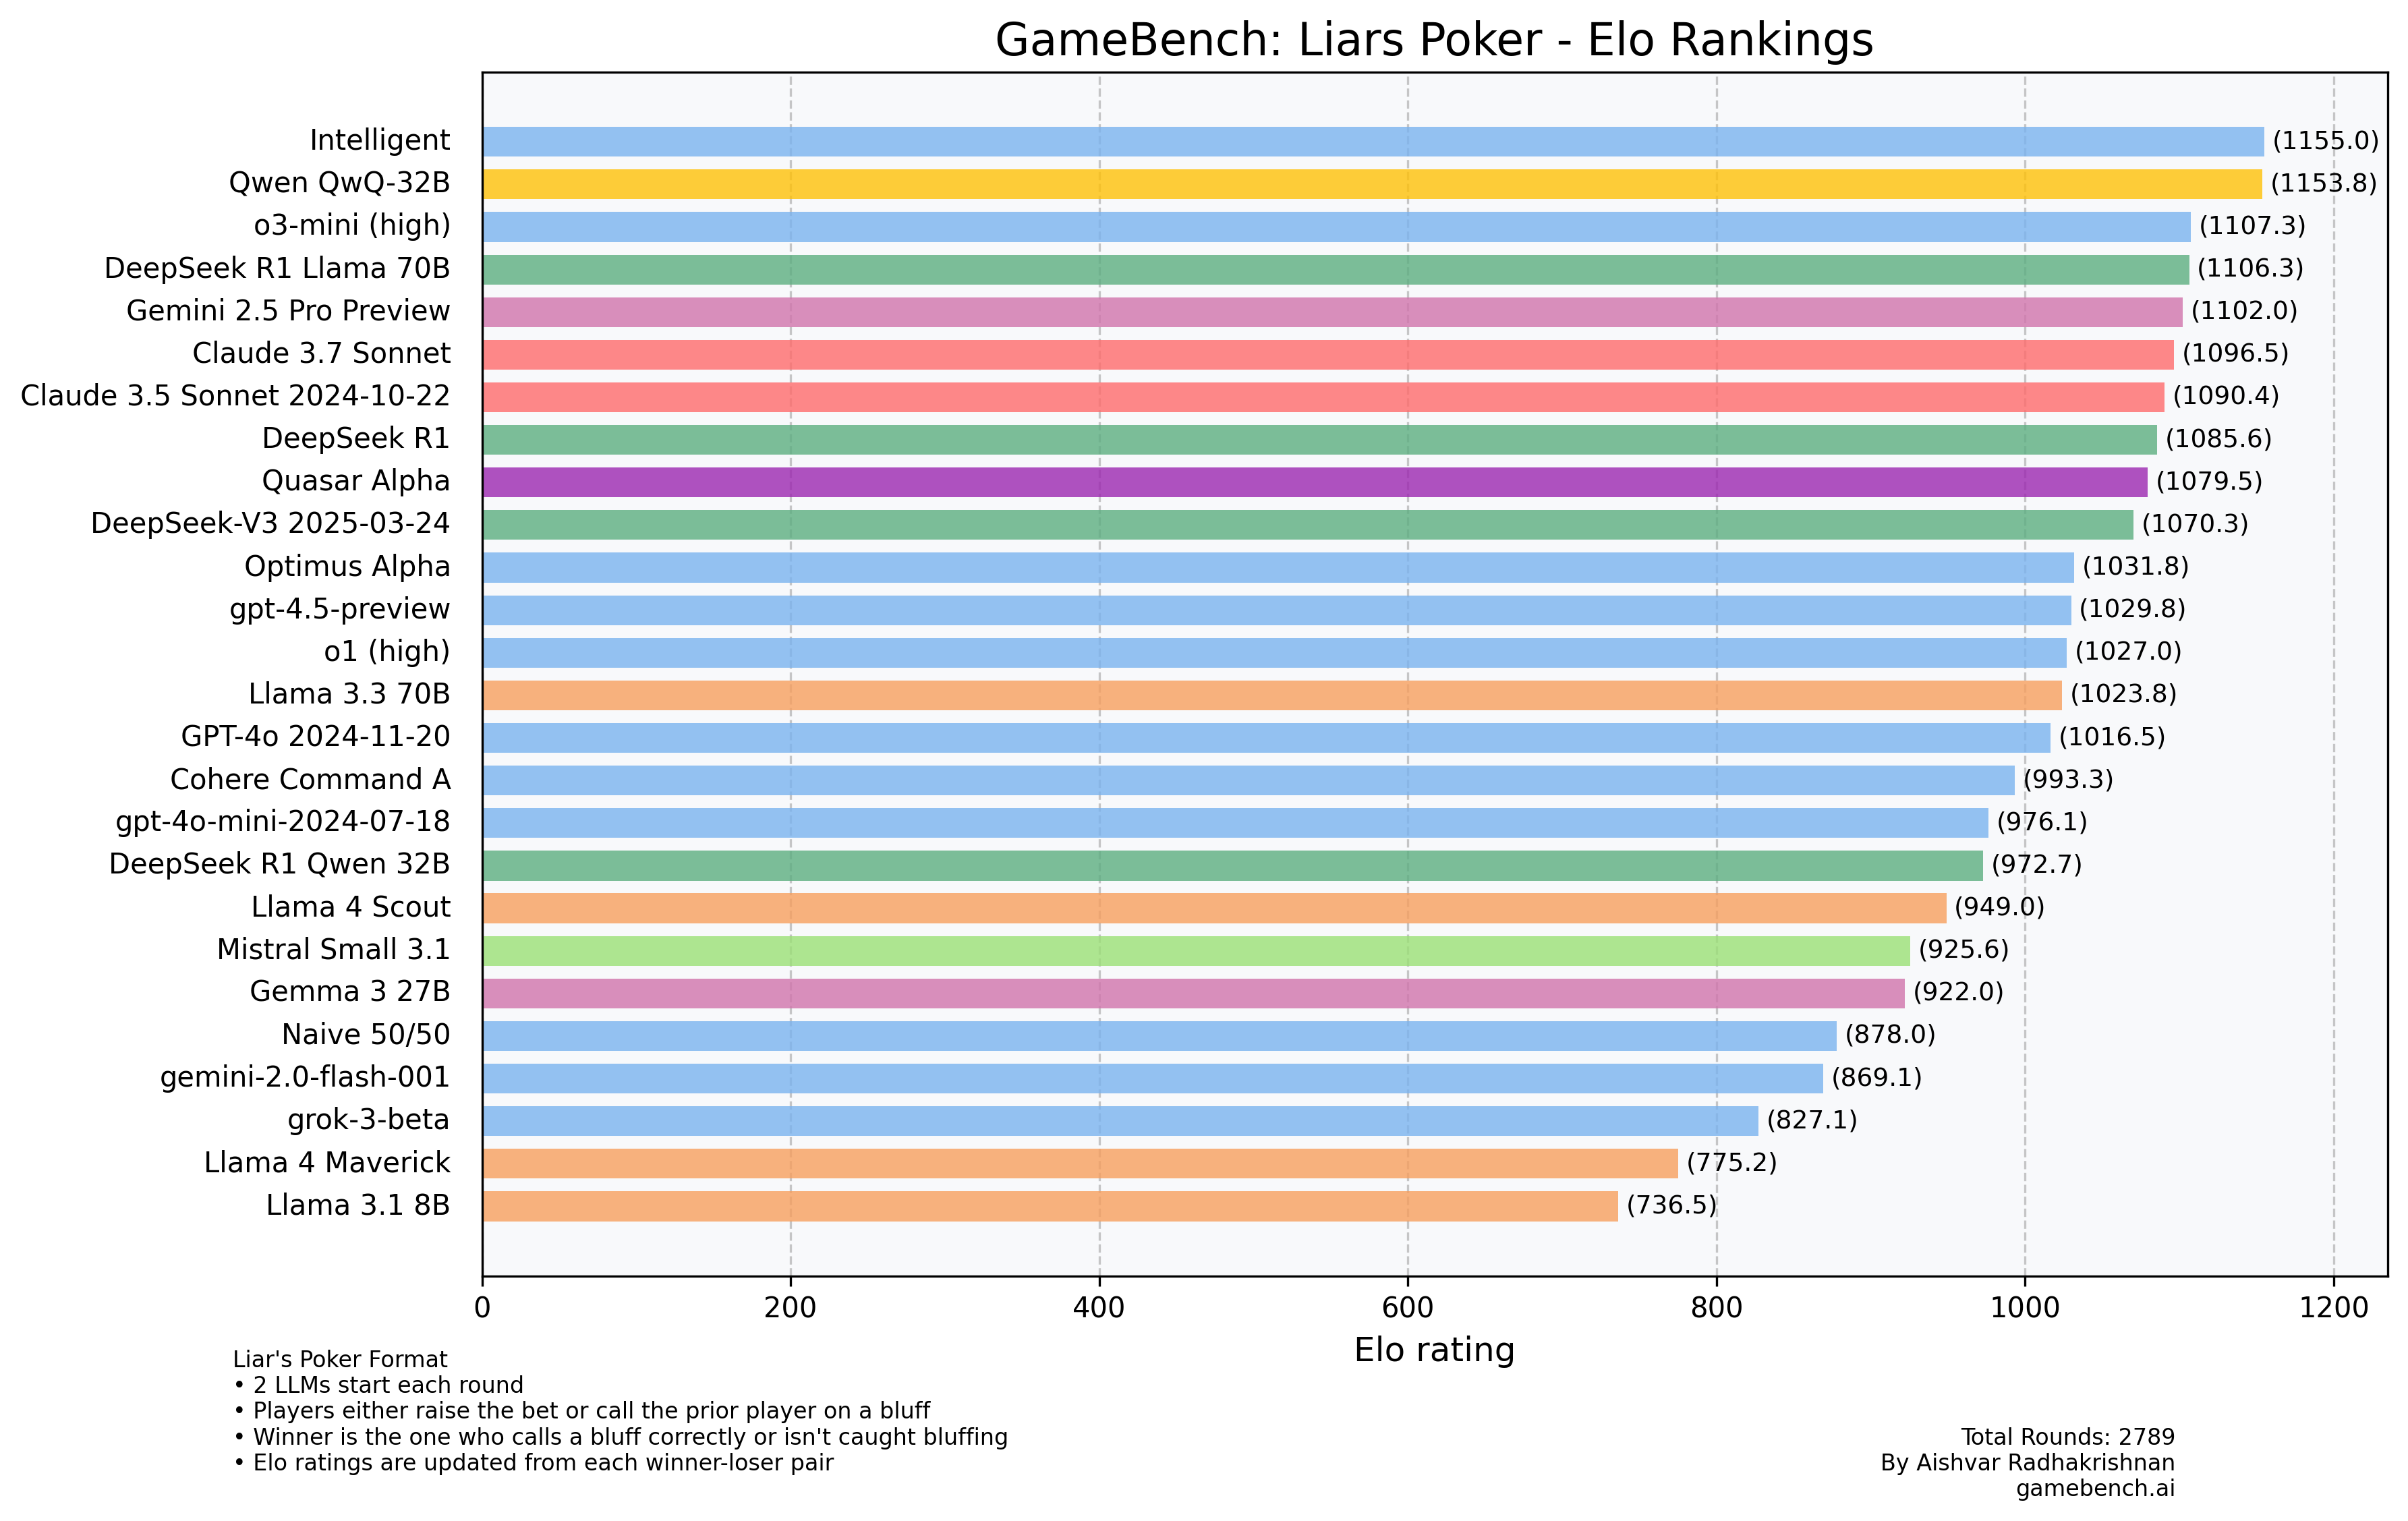 GameBench: Liars Poker - Elo Rankings
Intelligent (1155.0)
Qwen QwQ-32B (1153.8)
o3-mini (high) (1107.3)
DeepSeek R1 Llama 70B (1106.3)
Gemini 2.5 Pro Preview (1102.0)
Claude 3.7 Sonnet (1096.5)
Claude 3.5 Sonnet 2024-10-22 (1090.4)
DeepSeek R1 (1085.6)
Quasar Alpha (1079.5)
DeepSeek-V3 2025-03-24 (1070.3)
Optimus Alpha (1031.8)
gpt-4.5-preview (1029.8)
o1 (high) (1027.0)
Llama 3.3 70B (1023.8)
GPT-4o 2024-11-20 (1016.5)
Cohere Command A (993.3)
gpt-4o-mini-2024-07-18 (976.1)
DeepSeek R1 Qwen 32B (972.7)
Llama 4 Scout (949.0)
Mistral Small 3.1 (925.6)
Gemma 3 27B (922.0)
Naive 50/50 (878.0)
gemini-2.0-flash-001 (869.1)
grok-3-beta (827.1)
Llama 4 Maverick (775.2)
Llama 3.1 8B (736.5)
0 200 400 600 800 1000 1200
Elo rating
Liar's Poker Format
• 2 LLMs start each round
• Players either raise the bet or call the prior player on a bluff
• Winner is the one who calls a bluff correctly or isn't caught bluffing
• Elo ratings are updated from each winner-loser pair
Total Rounds: 2789
By Aishvar Radhakrishnan
gamebench.ai